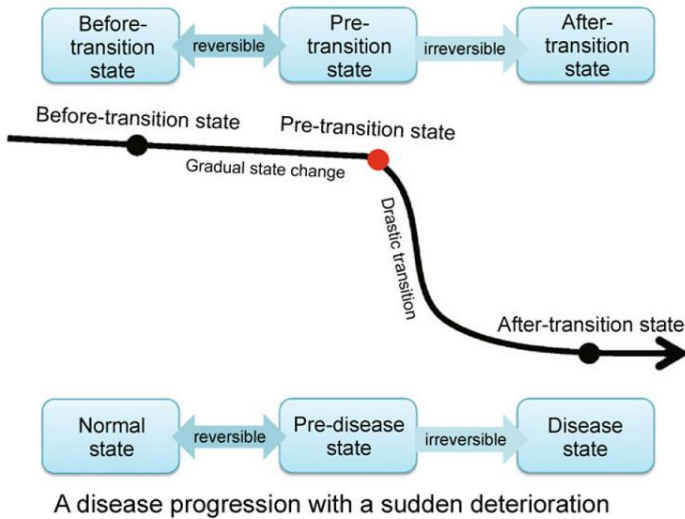 Before-
transition
state
reversible
Pre-
transition
state
irreversible
After-
transition
state
Before-transition state
Pre-transition state
Gradual state change
Drastic transition
After-transition state
Normal
state
reversible
Pre-disease
state
irreversible
Disease
state
A disease progression with a sudden deterioration